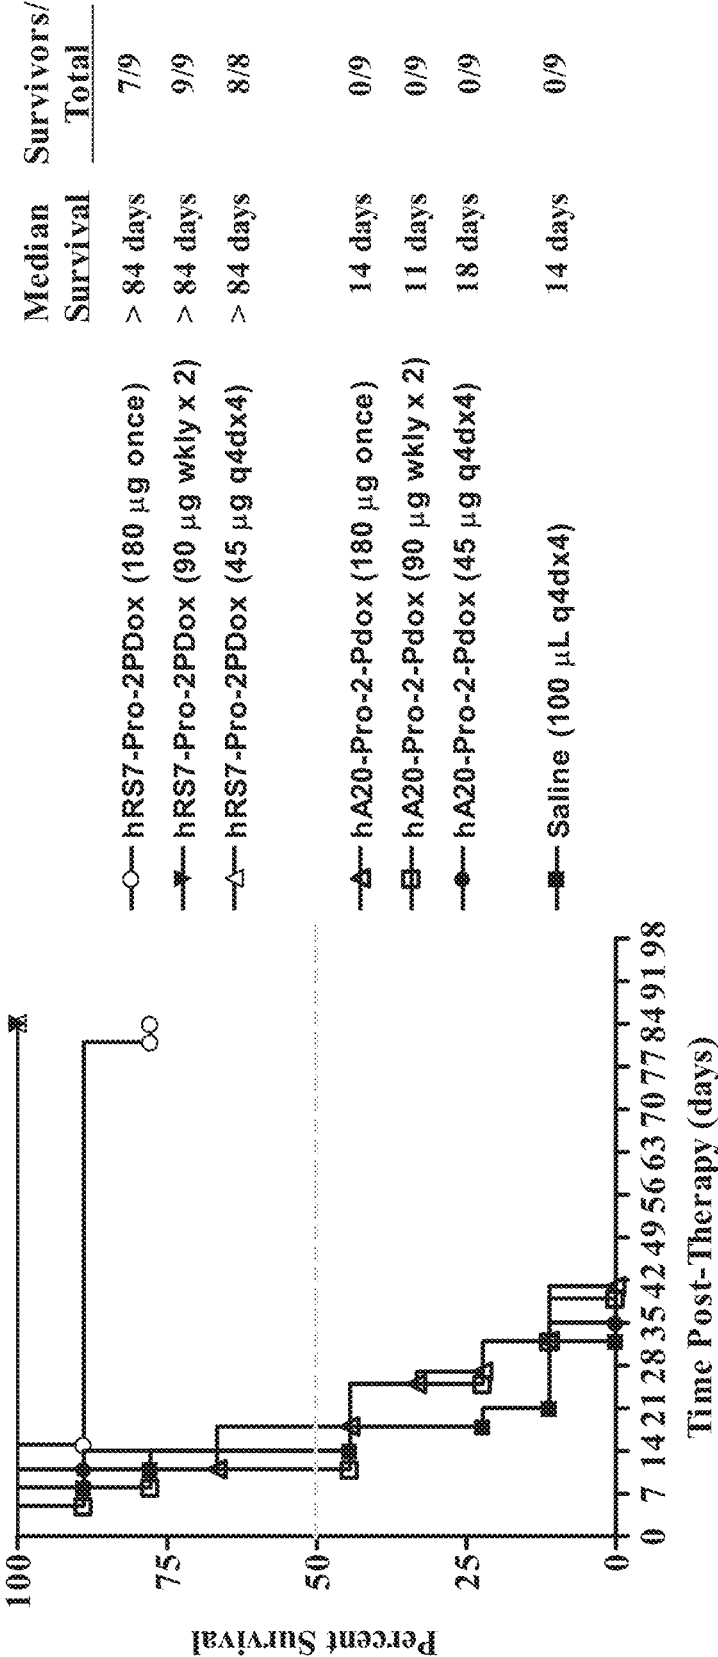 Median Survivors/
Survival Total
hRS7-Pro-2PDox (180 µg once) > 84 days 7/9
hRS7-Pro-2PDox (90 µg wkly x 2) > 84 days 9/9
hRS7-Pro-2PDox (45 µg q4dx4) > 84 days 8/8
hA20-Pro-2-Pdox (180 µg once) 14 days 0/9
hA20-Pro-2-Pdox (90 µg wkly x 2) 11 days 0/9
hA20-Pro-2-Pdox (45 µg q4dx4) 18 days 0/9
Saline (100 µL q4dx4) 14 days 0/9
Percent Survival
100
75
50
25
0
0 7 14 21 28 35 42 49 56 63 70 77 84 91 98
Time Post-Therapy (days)